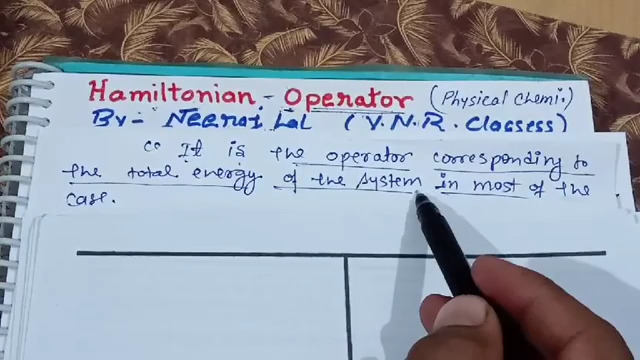 Hamiltonian - Operator (Physical Chemi.)
By- Neeraj Lal (V.N.R. Classess)
“ It is the operator corresponding to
the total energy of the system in most of the
case.